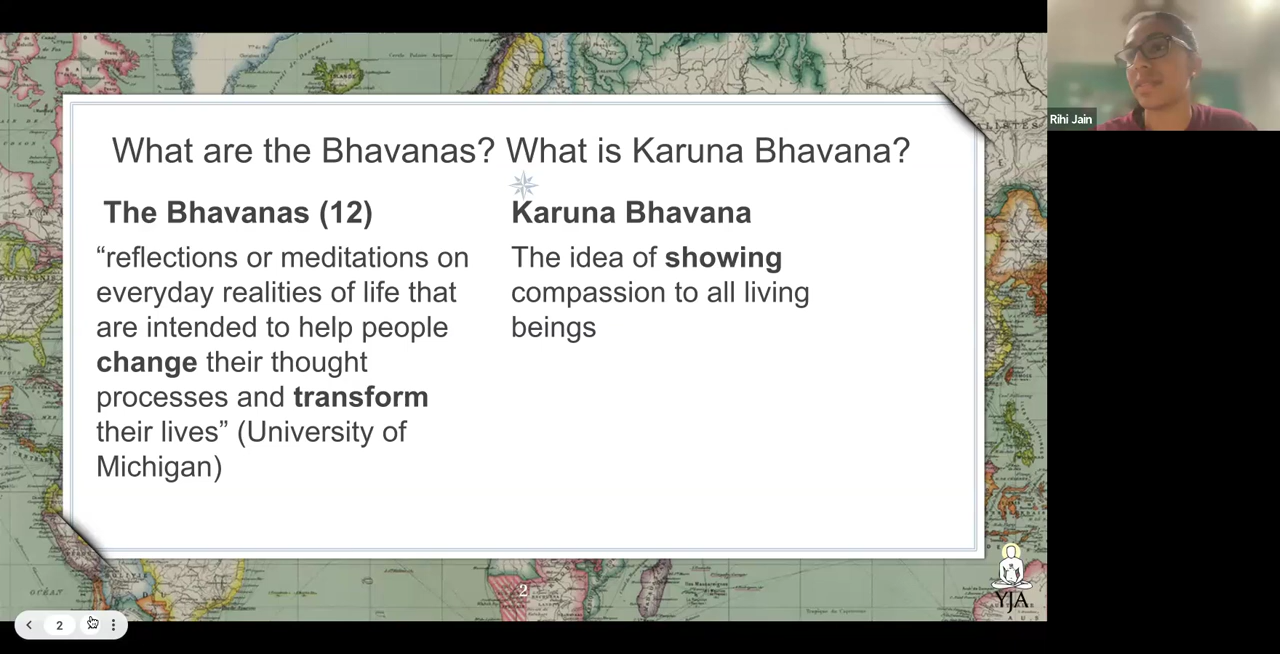 What are the Bhavanas? What is Karuna Bhavana?
The Bhavanas (12)
“reflections or meditations on
everyday realities of life that
are intended to help people
change their thought
processes and transform
their lives” (University of
Michigan)
Karuna Bhavana
The idea of showing
compassion to all living
beings
2
YJA
2
Rihi Jain